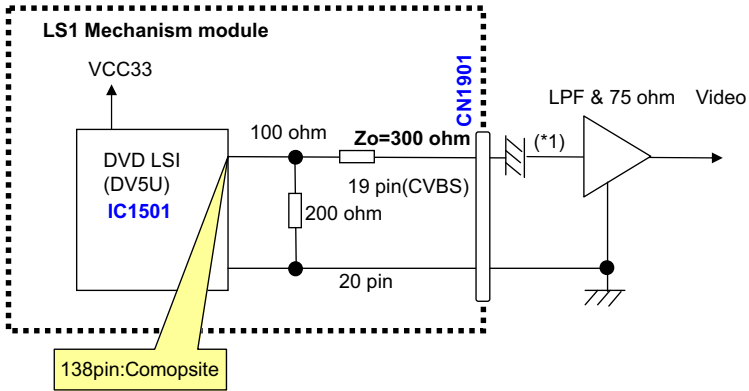 LS1 Mechanism module
VCC33
CN1901
LPF & 75 ohm Video
100 ohm
Zo=300 ohm
(*1)
DVD LSI
(DV5U)
IC1501
19 pin(CVBS)
200 ohm
20 pin
138pin:Comopsite